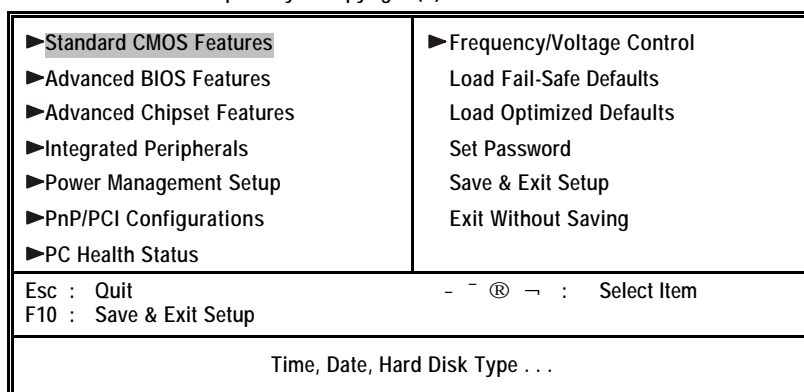 ►Standard CMOS Features
►Advanced BIOS Features
►Advanced Chipset Features
►Integrated Peripherals
►Power Management Setup
►PnP/PCI Configurations
►PC Health Status
►Frequency/Voltage Control
Load Fail-Safe Defaults
Load Optimized Defaults
Set Password
Save & Exit Setup
Exit Without Saving
Esc : Quit
F10 : Save & Exit Setup
- ¯ ® ¬ : Select Item
Time, Date, Hard Disk Type . . .